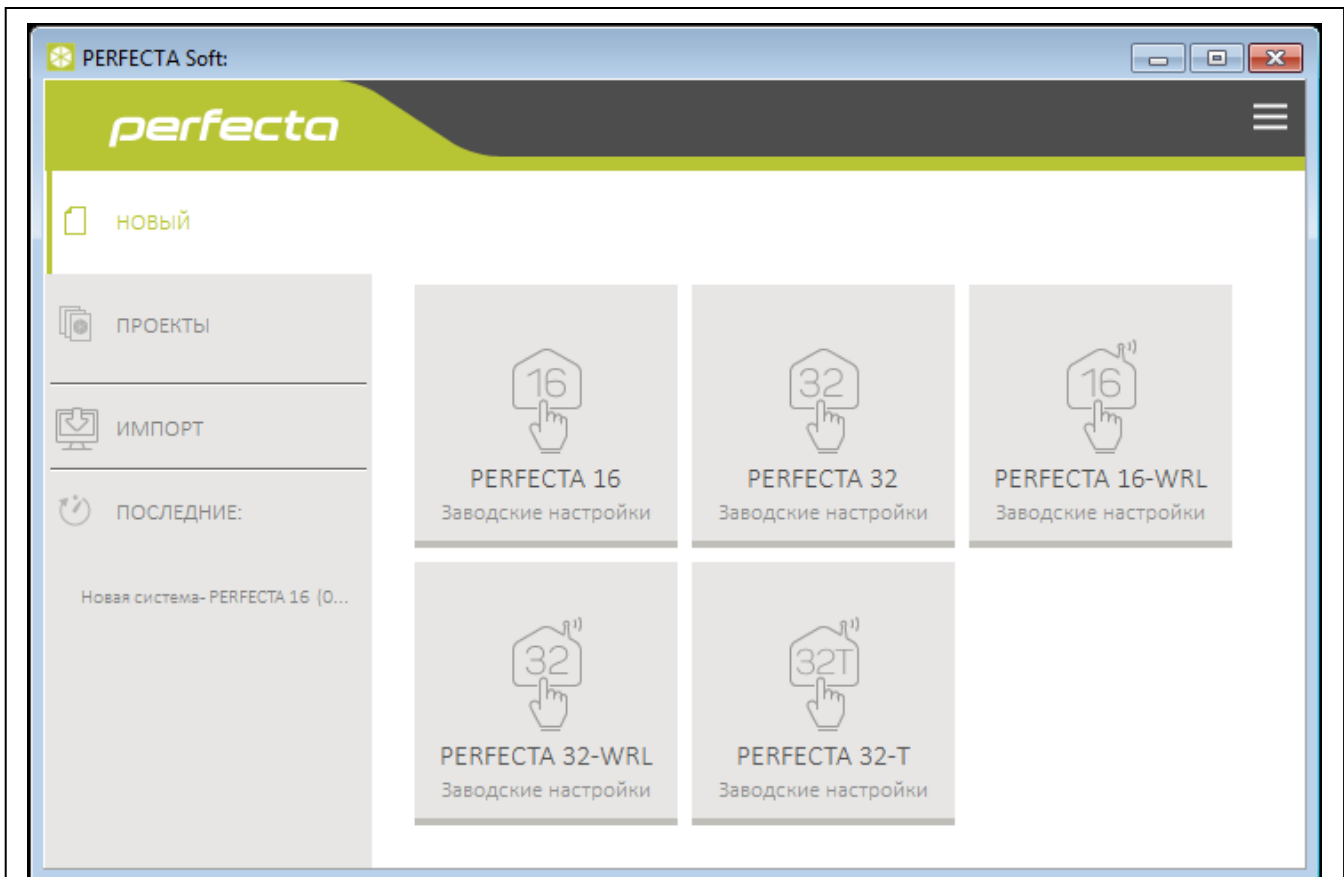 PERFECTA Soft:
perfecta
НОВЫЙ
ПРОЕКТЫ
ИМПОРТ
ПОСЛЕДНИЕ:
Новая система- PERFECTA 16 (0...
16
32
16
PERFECTA 16
PERFECTA 32
PERFECTA 16-WRL
Заводские настройки
Заводские настройки
Заводские настройки
32
32T
PERFECTA 32-WRL
PERFECTA 32-T
Заводские настройки
Заводские настройки